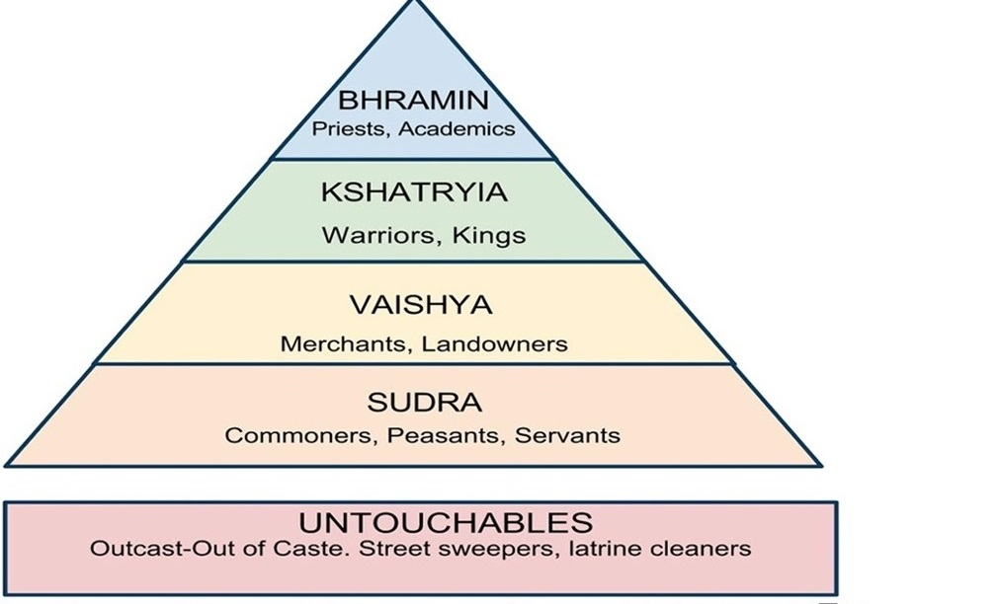 BHRAMIN
Priests, Academics
KSHATRYIA
Warriors, Kings
VAISHYA
Merchants, Landowners
SUDRA
Commoners, Peasants, Servants
UNTOUCHABLES
Outcast-Out of Caste. Street sweepers, latrine cleaners